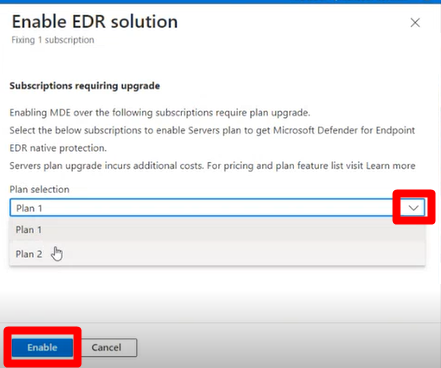 Enable EDR solution
Fixing 1 subscription
Subscriptions requiring upgrade
Enabling MDE over the following subscriptions require plan upgrade.
Select the below subscriptions to enable Servers plan to get Microsoft Defender for Endpoint
EDR native protection.
Servers plan upgrade incurs additional costs. For pricing and plan feature list visit Learn more
Plan selection
Plan 1
Plan 1
Plan 2
Enable
Cancel